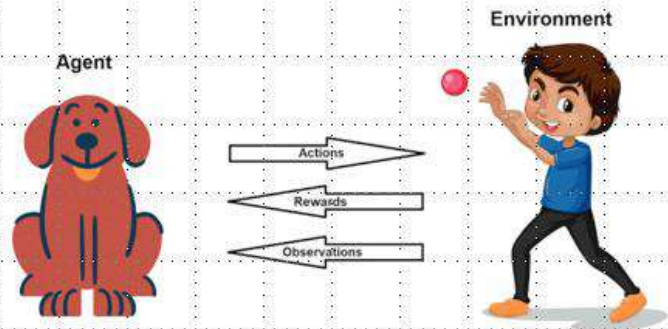 Environment
Agent
Actions
Rewards
Observations